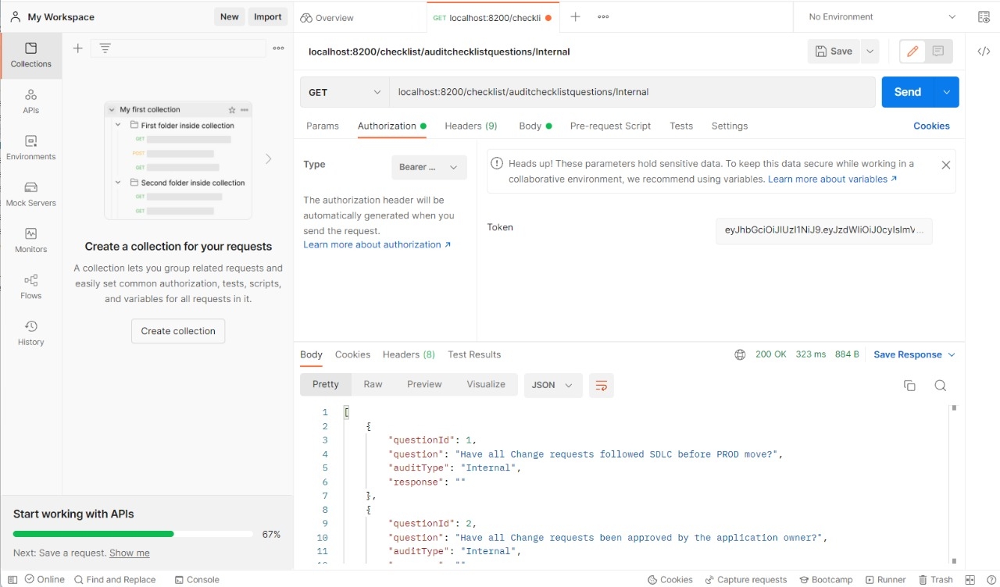 My Workspace
New
Import
Overview
GET localhost:8200/checkli
No Environment
Collections
APIs
Environments
Mock Servers
Monitors
Flows
History
My first collection
First folder inside collection
GET
POST
GET
Second folder inside collection
GET
GET
Create a collection for your requests
A collection lets you group related requests and
easily set common authorization, tests, scripts,
and variables for all requests in it.
Create collection
Start working with APIs
67%
Next: Save a request. Show me
localhost:8200/checklist/auditchecklistquestions/Internal
Save
GET
localhost:8200/checklist/auditchecklistquestions/Internal
Send
Params
Authorization
Headers (9)
Body
Pre-request Script
Tests
Settings
Cookies
Type
Bearer ...
The authorization header will be
automatically generated when you
send the request.
Learn more about authorization ↗
Heads up! These parameters hold sensitive data. To keep this data secure while working in a
collaborative environment, we recommend using variables. Learn more about variables ↗
Token
eyJhbGciOiJIUzI1NiJ9.eyJzdWIiOiJ0cyIsImV...
Body
Cookies
Headers (8)
Test Results
200 OK
323 ms
884 B
Save Response
Pretty
Raw
Preview
Visualize
JSON
1 [
2 {
3 "questionId": 1,
4 "question": "Have all Change requests followed SDLC before PROD move?",
5 "auditType": "Internal",
6 "response": ""
7 },
8 {
9 "questionId": 2,
10 "question": "Have all Change requests been approved by the application owner?",
11 "auditType": "Internal",
Online
Find and Replace
Console
Cookies
Capture requests
Bootcamp
Runner
Trash